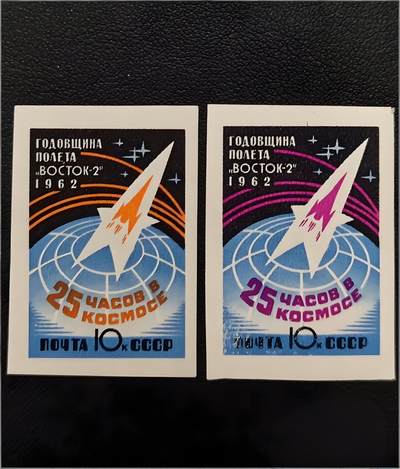 ГОДОВЩИНА
ПОЛЕТА
„ВОСТОК-2"
1962
25 ЧАСОВ В
КОСМОСЕ
ПОЧТА 10к СССР
ГОДОВЩИНА
ПОЛЕТА
„ВОСТОК-2"
1962
25 ЧАСОВ В
КОСМОСЕ
ПОЧТА 10к СССР